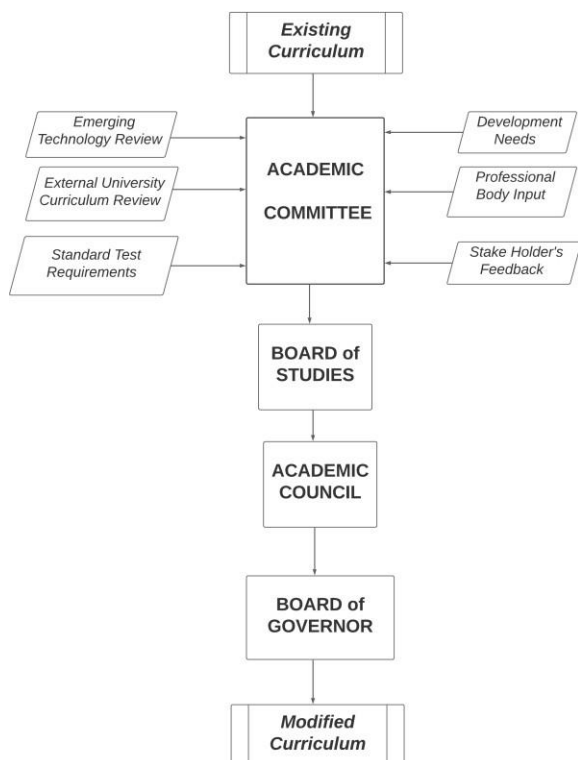 Existing
Curriculum
Emerging
Technology Review
External University
Curriculum Review
Standard Test
Requirements
ACADEMIC
COMMITTEE
Development
Needs
Professional
Body Input
Stake Holder's
Feedback
BOARD of
STUDIES
ACADEMIC
COUNCIL
BOARD of
GOVERNOR
Modified
Curriculum